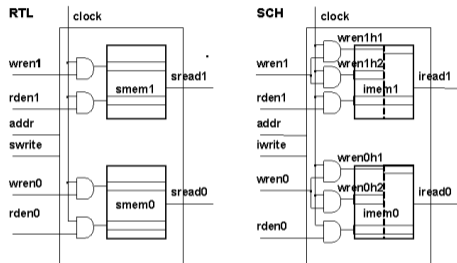 RTL
clock
wren1
rden1
addr
swrite
wren0
rden0
smem1
sread1
smem0
sread0
SCH
clock
wren1h1
wren1
wren1h2
rden1
addr
iwrite
wren0h1
wren0
wren0h2
rden0
imem1
iread1
imem0
iread0